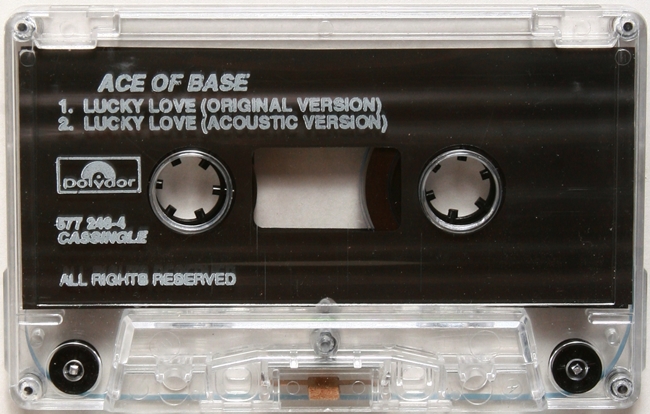 ACE OF BASE
1. LUCKY LOVE (ORIGINAL VERSION)
2. LUCKY LOVE (ACOUSTIC VERSION)
polydor
577 246-4
CASSINGLE
ALL RIGHTS RESERVED